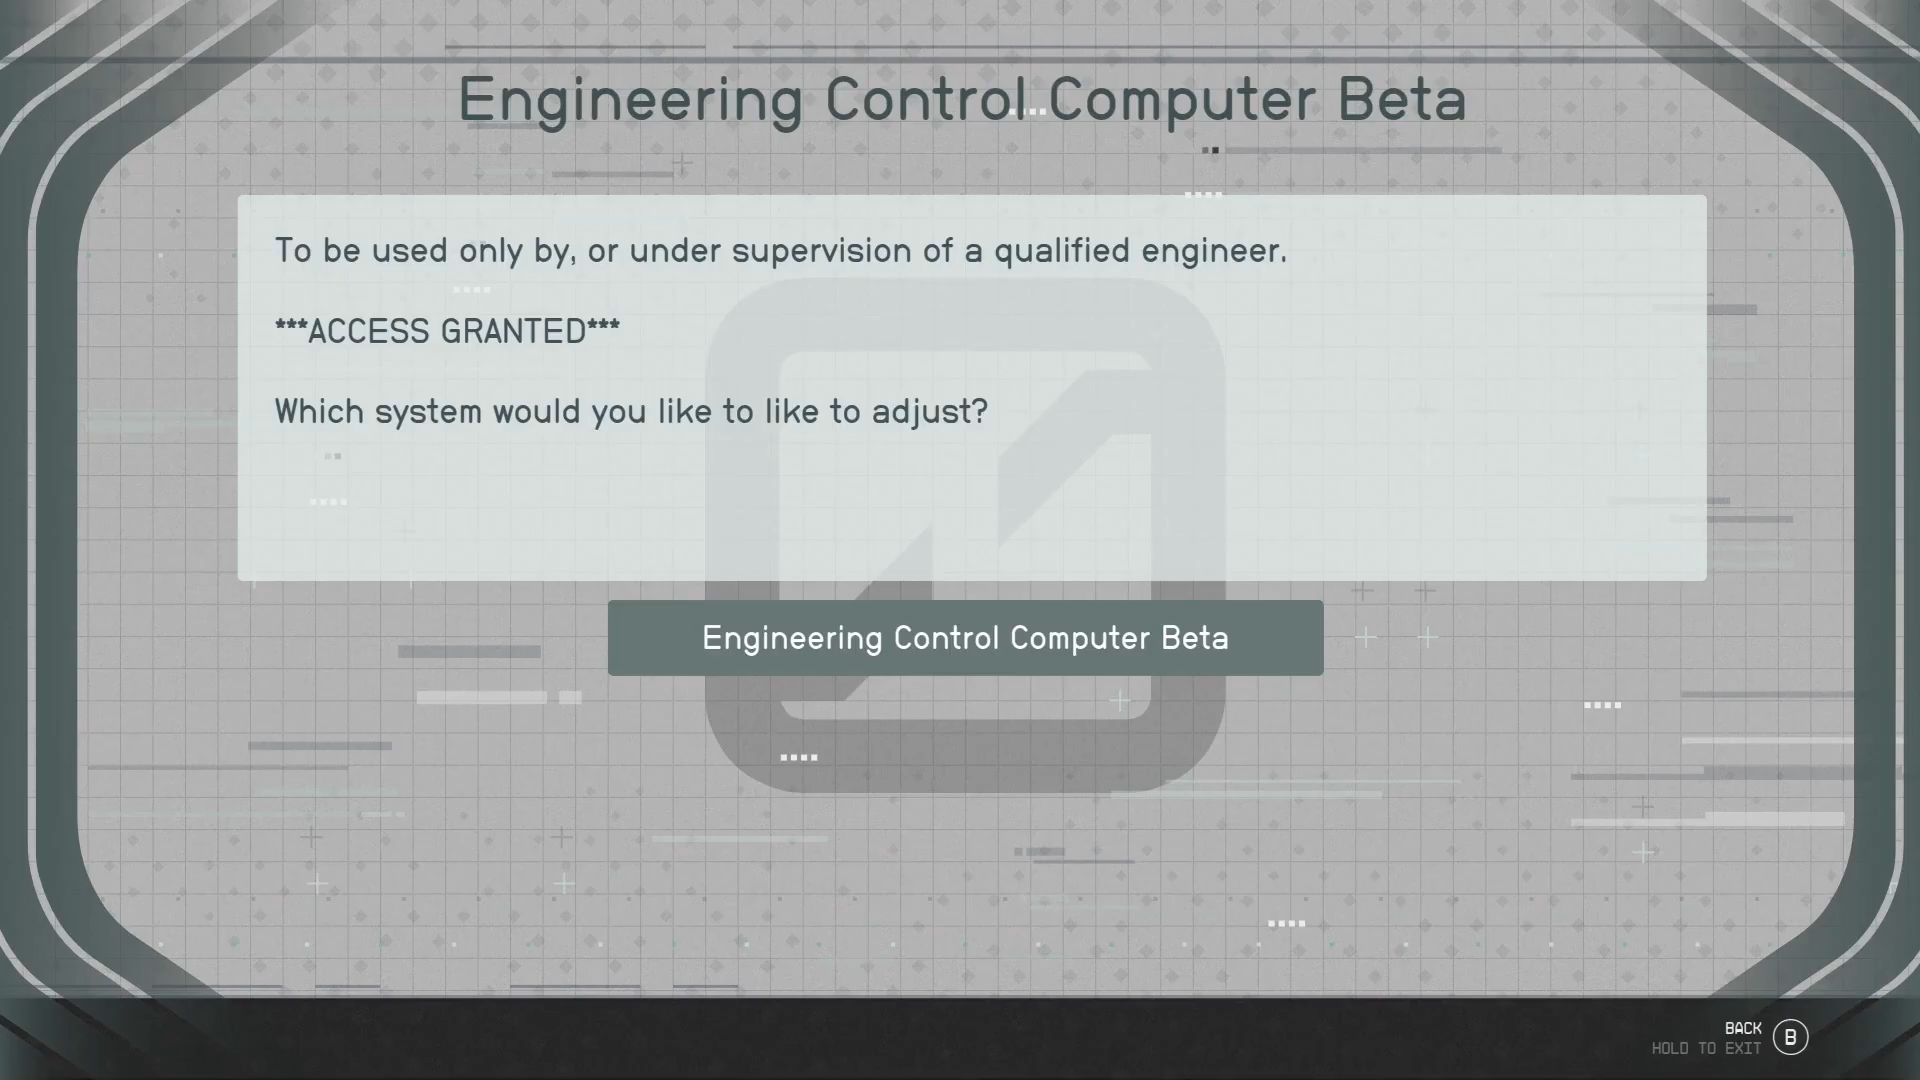 Engineering Control Computer Beta
To be used only by, or under supervision of a qualified engineer.
***ACCESS GRANTED***
Which system would you like to like to adjust?
Engineering Control Computer Beta
BACK
HOLD TO EXIT
B